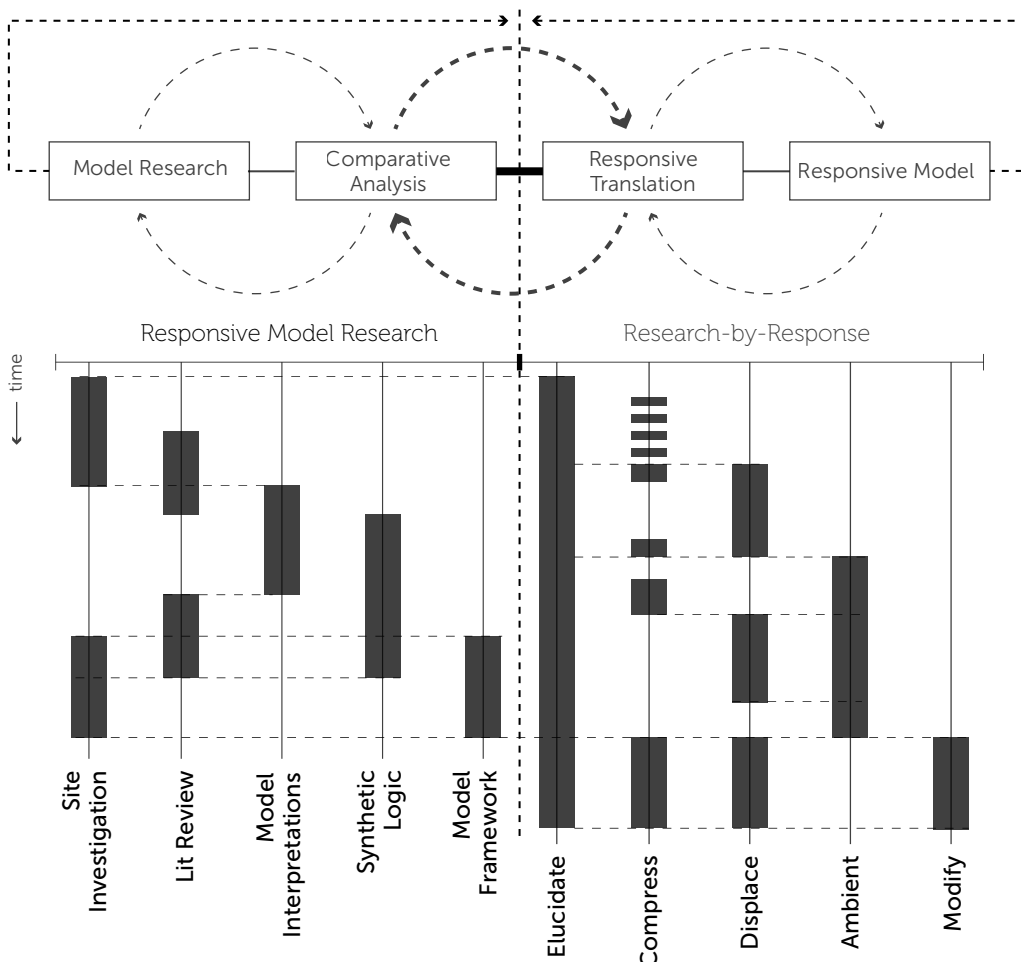 Model Research
Comparative
Analysis
Responsive
Translation
Responsive Model
Responsive Model Research
Research-by-Response
time
Site
Investigation
Lit Review
Model
Interpretations
Synthetic
Logic
Model
Framework
Elucidate
Compress
Displace
Ambient
Modify